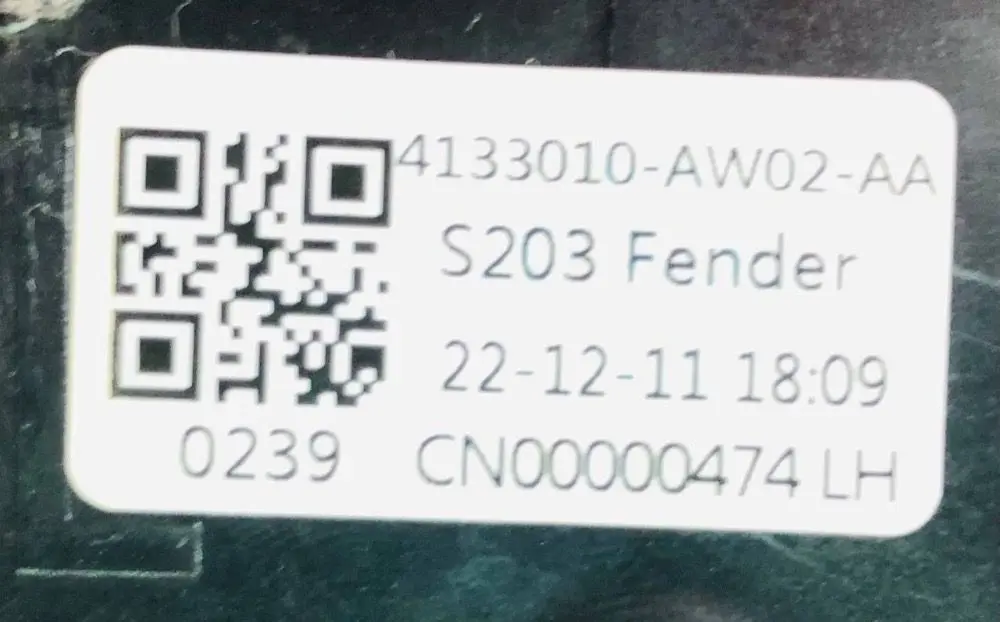 4133010-AW02-AA
S203 Fender
22-12-11 18:09
0239 CN00000474 LH